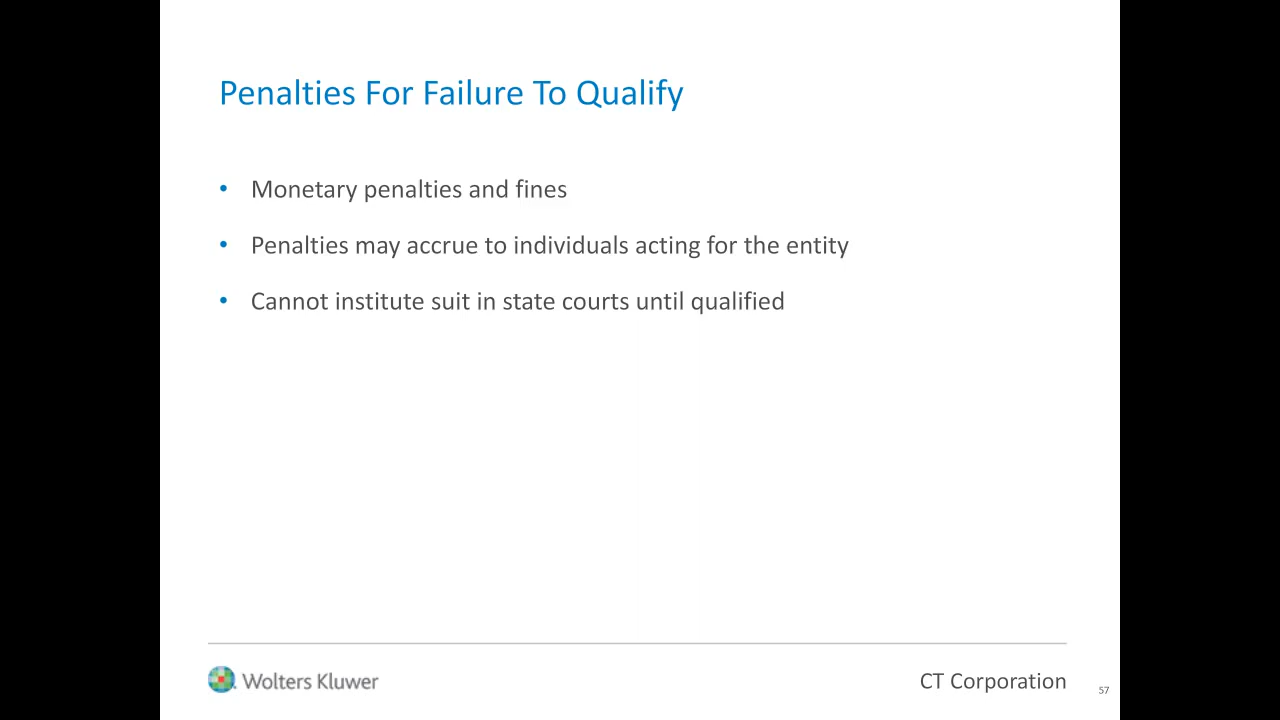 Penalties For Failure To Qualify
• Monetary penalties and fines
• Penalties may accrue to individuals acting for the entity
• Cannot institute suit in state courts until qualified
Wolters Kluwer
CT Corporation
57